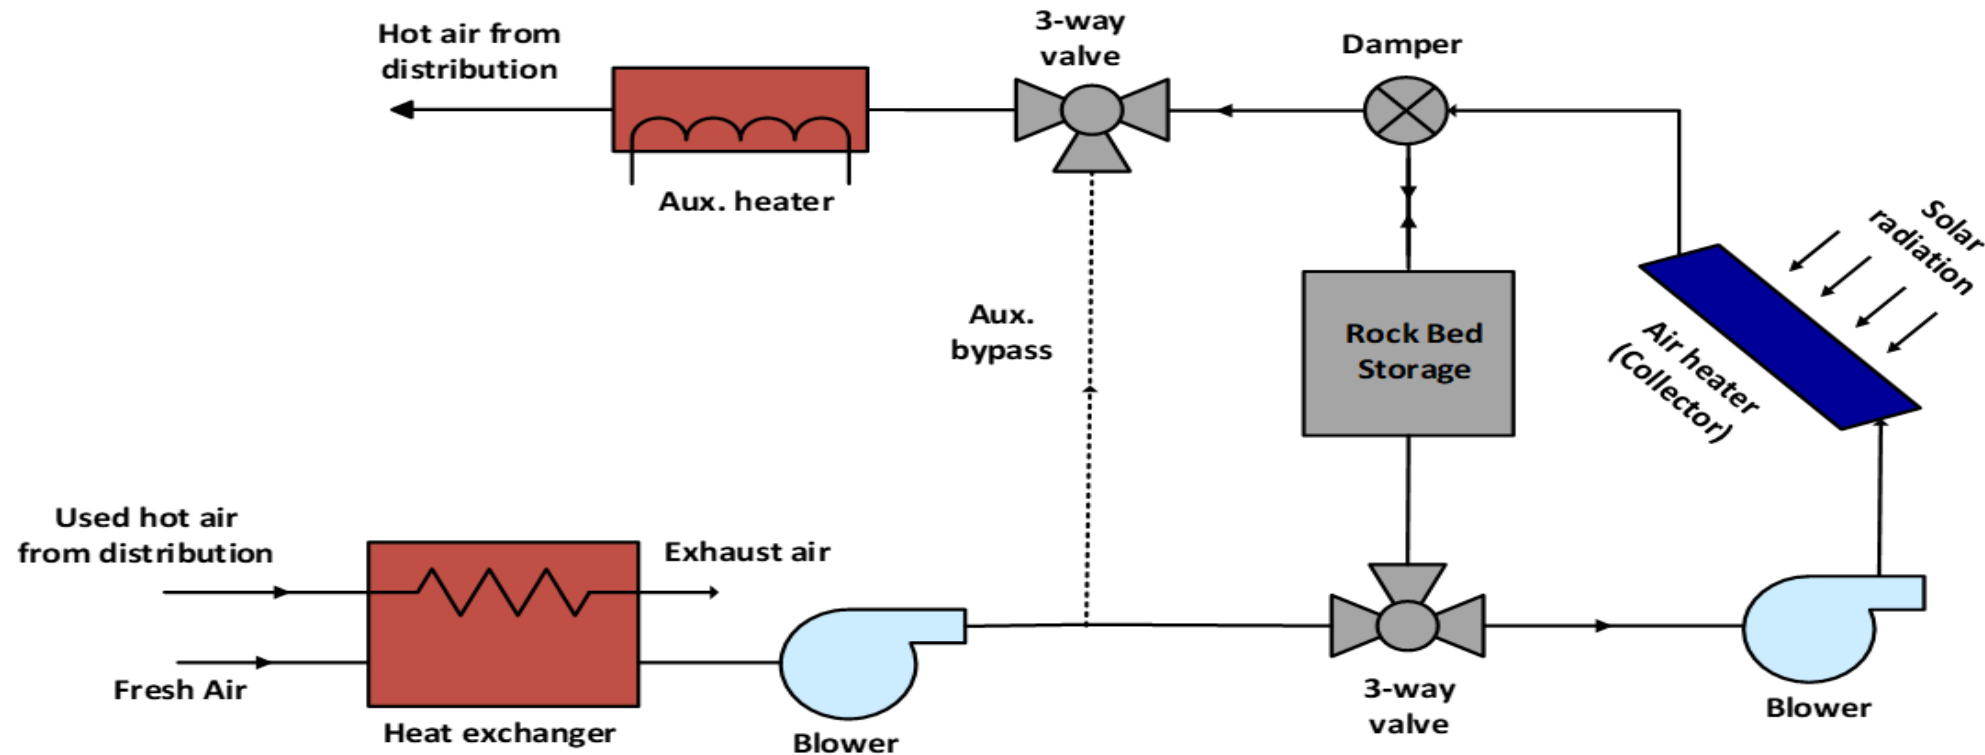 Hot air from
distribution
3-way
valve
Damper
Aux. heater
Solar
radiation
Aux.
bypass
Rock Bed
Storage
Air heater
(Collector)
Used hot air
from distribution
Exhaust air
Fresh Air
Heat exchanger
Blower
3-way
valve
Blower